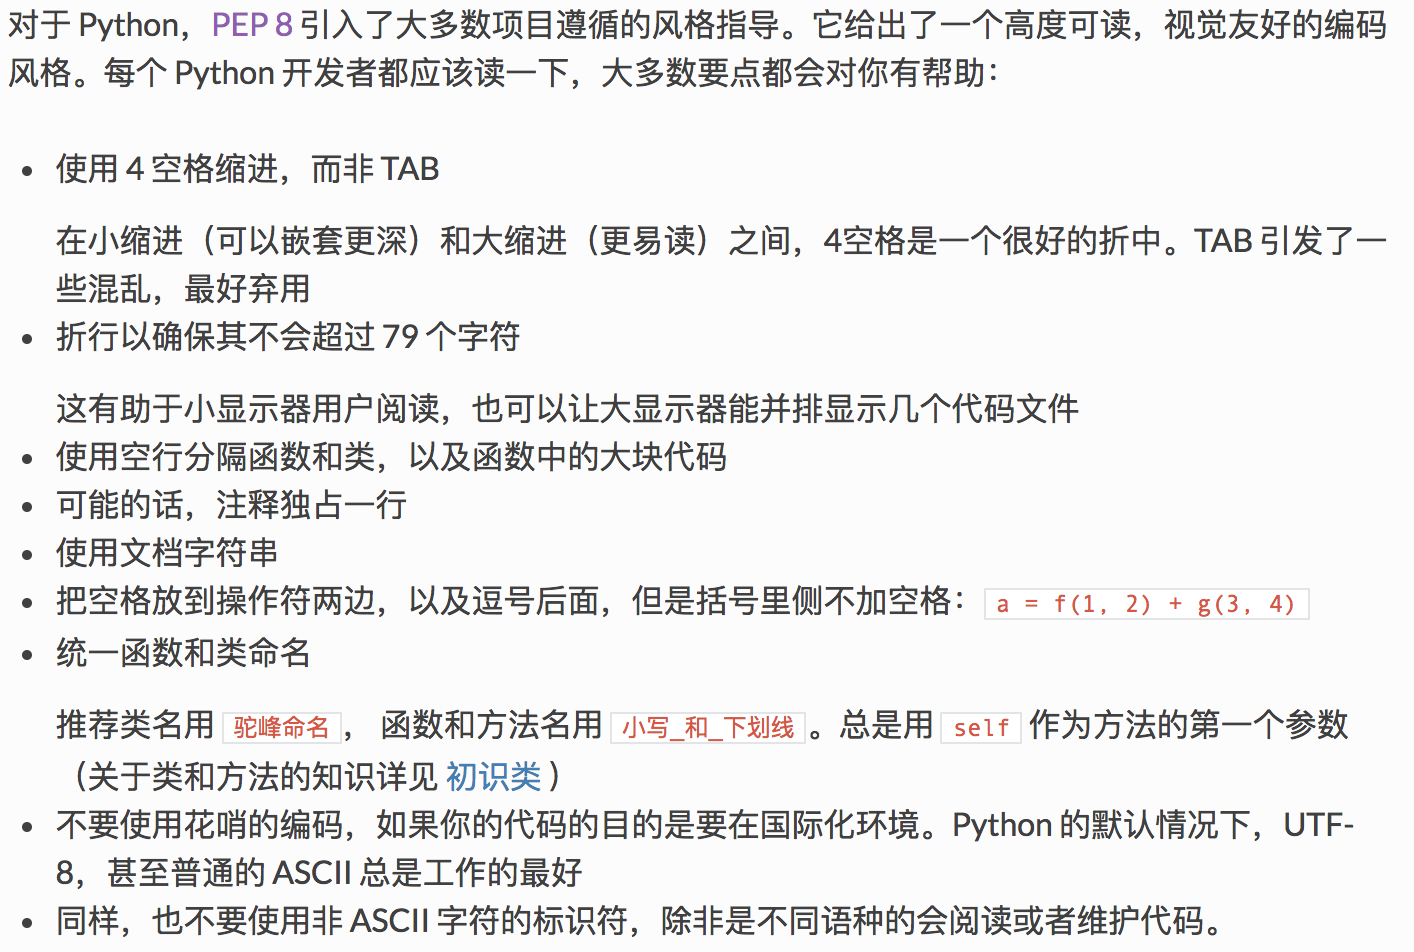 对于 Python，PEP 8 引入了大多数项目遵循的风格指导。它给出了一个高度可读，视觉友好的编码
风格。每个 Python 开发者都应该读一下，大多数要点都会对你有帮助：
• 使用 4 空格缩进，而非 TAB
在小缩进（可以嵌套更深）和大缩进（更易读）之间，4空格是一个很好的折中。TAB 引发了一
些混乱，最好弃用
• 折行以确保其不会超过 79 个字符
这有助于小显示器用户阅读，也可以让大显示器能并排显示几个代码文件
• 使用空行分隔函数和类，以及函数中的大块代码
• 可能的话，注释独占一行
• 使用文档字符串
• 把空格放到操作符两边，以及逗号后面，但是括号里侧不加空格：a = f(1, 2) + g(3, 4)
• 统一函数和类命名
推荐类名用 驼峰命名， 函数和方法名用 小写_和_下划线。总是用 self 作为方法的第一个参数
（关于类和方法的知识详见 初识类）
• 不要使用花哨的编码，如果你的代码的目的是要在国际化环境。Python 的默认情况下，UTF-
8，甚至普通的 ASCII 总是工作的最好
• 同样，也不要使用非 ASCII 字符的标识符，除非是不同语种的会阅读或者维护代码。